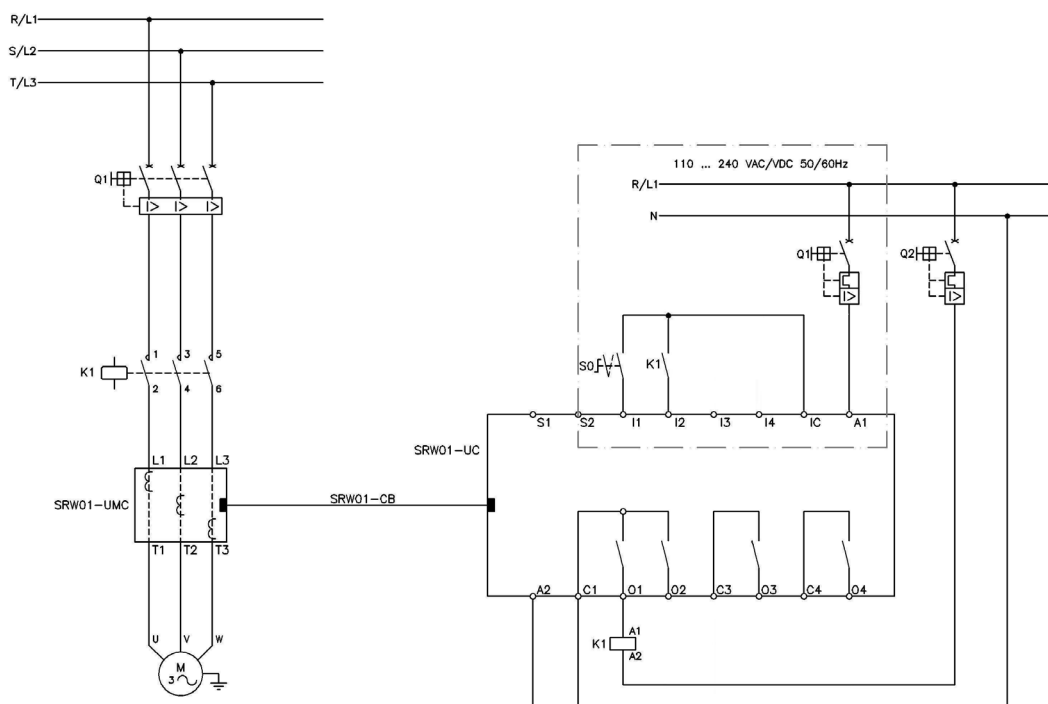 R/L1
S/L2
T/L3
110 ... 240 VAC/VDC 50/60Hz
R/L1
N
Q1
I> I> I>
Q1
I>
Q2
I>
1 3 5
K1
2 4 6
S0
K1
S1 S2 I1 I2 I3 I4 IC A1
SRW01-UC
L1 L2 L3
SRW01-UMC
SRW01-CB
T1 T2 T3
A2 C1 O1 O2 C3 O3 C4 O4
U V W
K1
A1
A2
M
3